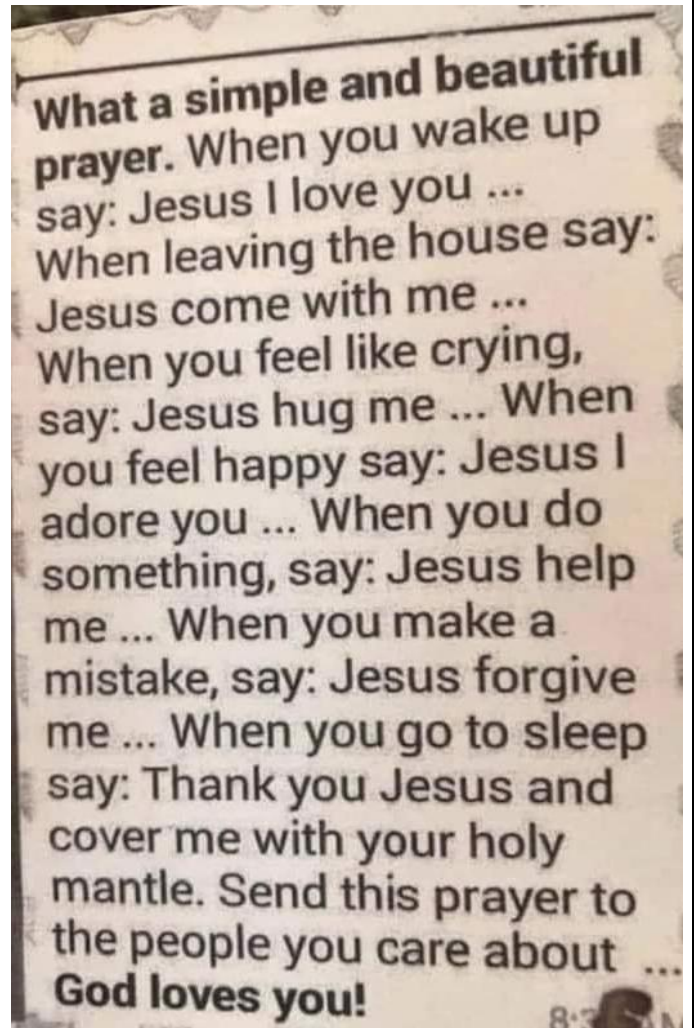 What a simple and beautiful
prayer. When you wake up
say: Jesus I love you ...
When leaving the house say:
Jesus come with me ...
When you feel like crying,
say: Jesus hug me ... When
you feel happy say: Jesus I
adore you ... When you do
something, say: Jesus help
me ... When you make a
mistake, say: Jesus forgive
me ... When you go to sleep
say: Thank you Jesus and
cover me with your holy
mantle. Send this prayer to
the people you care about ...
God loves you!